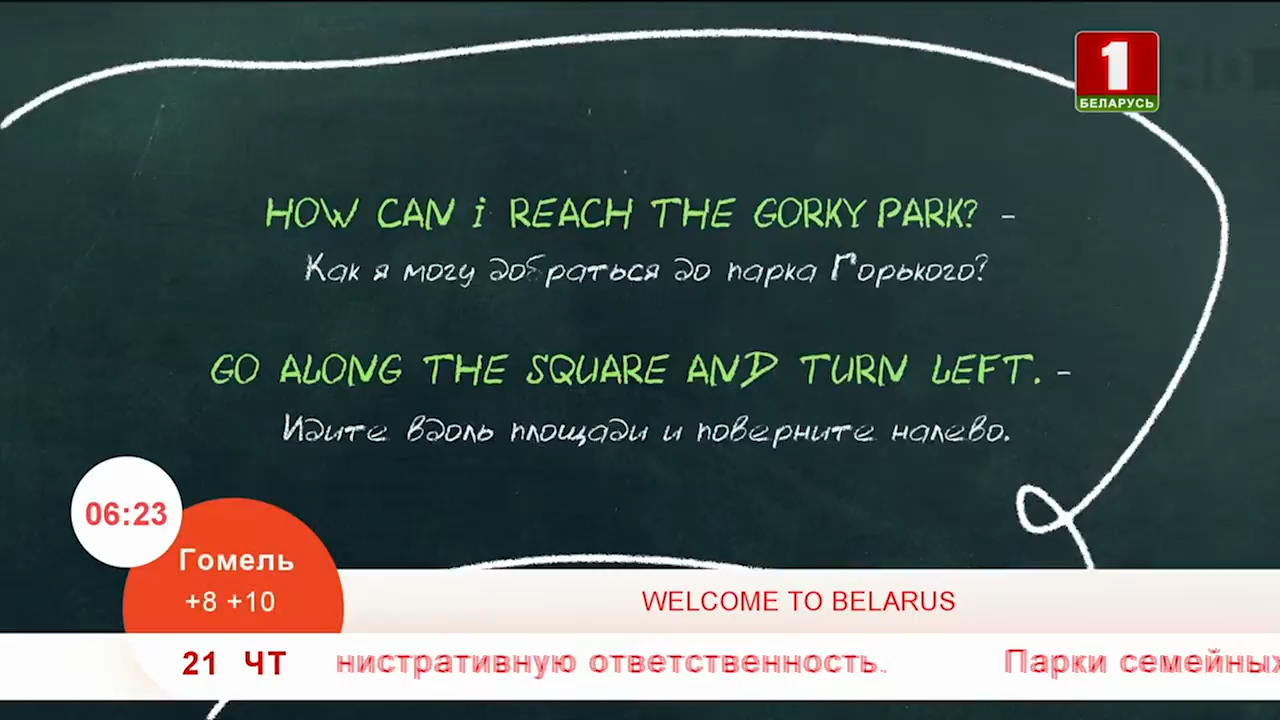 1
БЕЛАРУСЬ
HOW CAN i REACH THE GORKY PARK? -
Как я могу добраться до парка Горького?
GO ALONG THE SQUARE AND TURN LEFT. -
Идите вдоль площади и поверните налево.
06:23
Гомель
+8 +10
WELCOME TO BELARUS
21 ЧТ
нистративную ответственность. Парки семейных